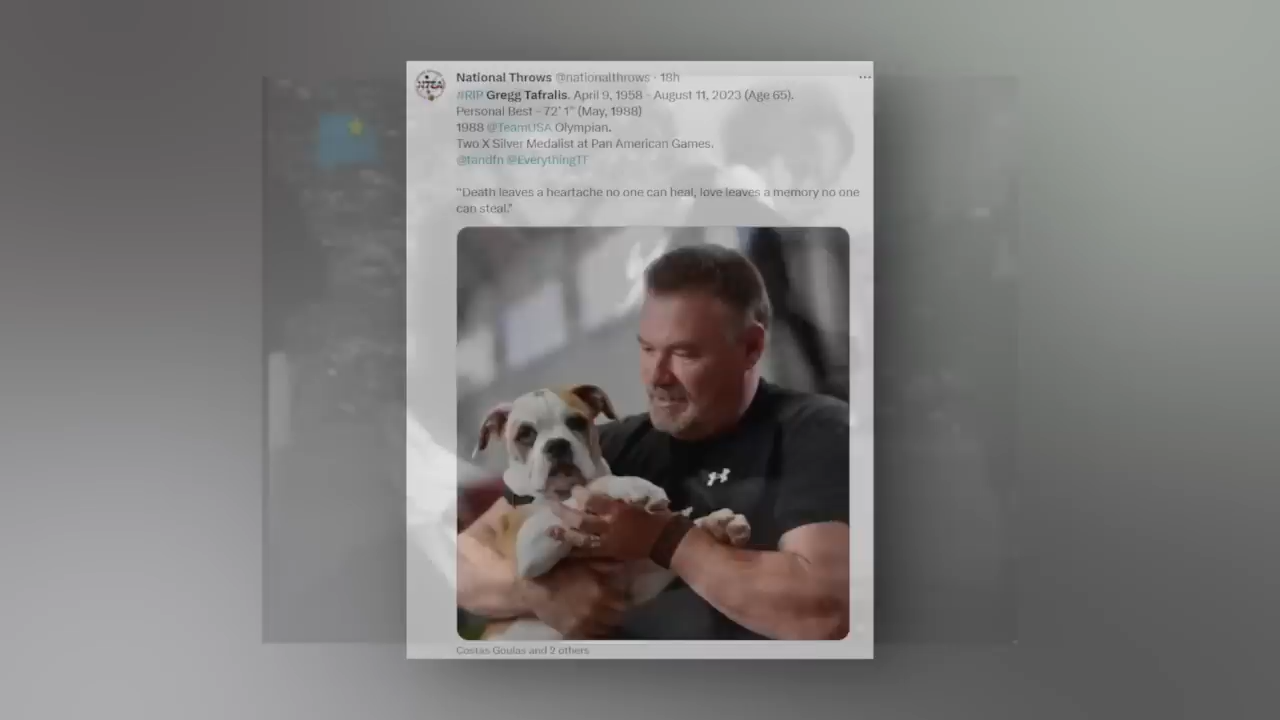 National Throws @nationalthrows · 18h
#RIP Gregg Tafralis. April 9, 1958 - August 11, 2023 (Age 65).
Personal Best - 72' 1" (May, 1988)
1988 @TeamUSA Olympian.
Two X Silver Medalist at Pan American Games.
@tandfn @EverythingTF
"Death leaves a heartache no one can heal, love leaves a memory no one
can steal."
Costas Goulas and 2 others